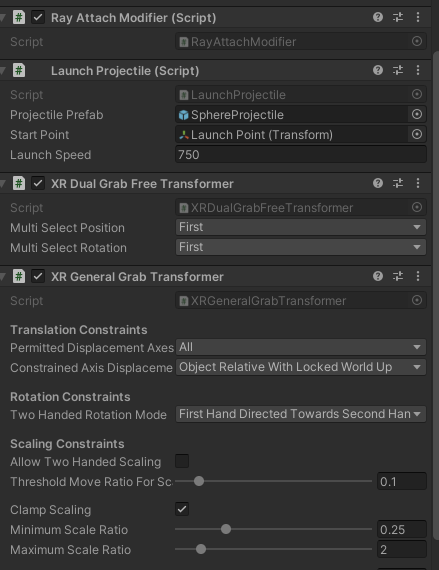 Ray Attach Modifier (Script)
Script RayAttachModifier
Launch Projectile (Script)
Script LaunchProjectile
Projectile Prefab SphereProjectile
Start Point Launch Point (Transform)
Launch Speed 750
XR Dual Grab Free Transformer
Script XRDualGrabFreeTransformer
Multi Select Position First
Multi Select Rotation First
XR General Grab Transformer
Script XRGeneralGrabTransformer
Translation Constraints
Permitted Displacement Axes All
Constrained Axis Displaceme Object Relative With Locked World Up
Rotation Constraints
Two Handed Rotation Mode First Hand Directed Towards Second Han
Scaling Constraints
Allow Two Handed Scaling
Threshold Move Ratio For Sc 0.1
Clamp Scaling
Minimum Scale Ratio 0.25
Maximum Scale Ratio 2